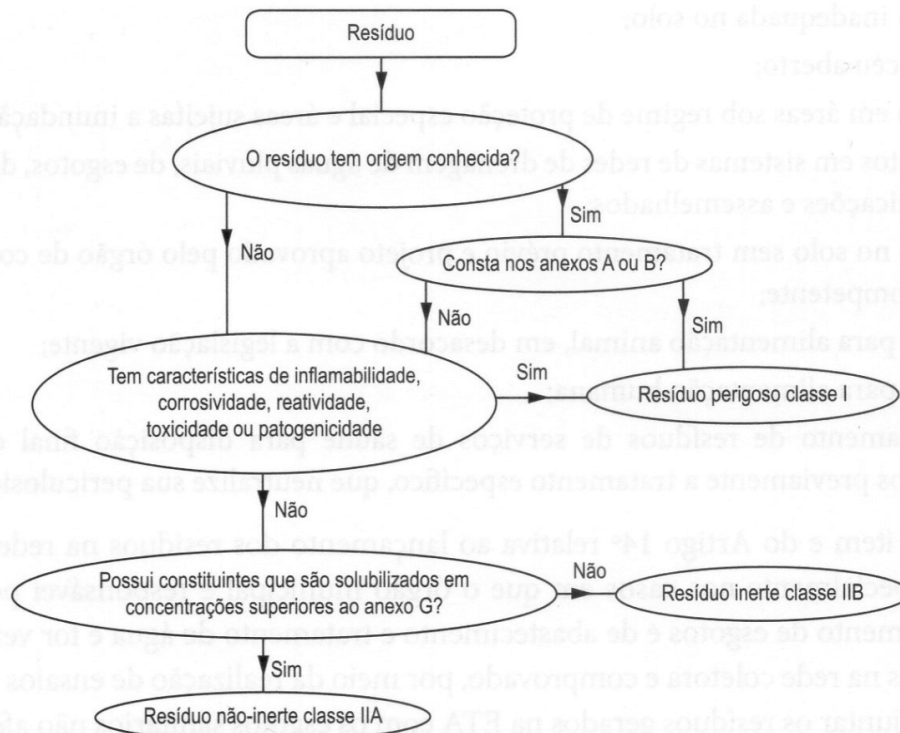 Resíduo
O resíduo tem origem conhecida?
Sim
Não
Consta nos anexos A ou B?
Não
Sim
Tem características de inflamabilidade,
corrosividade, reatividade,
toxicidade ou patogenicidade
Sim
Resíduo perigoso classe I
Não
Possui constituintes que são solubilizados em
concentrações superiores ao anexo G?
Não
Resíduo inerte classe IIB
Sim
Resíduo não-inerte classe IIA